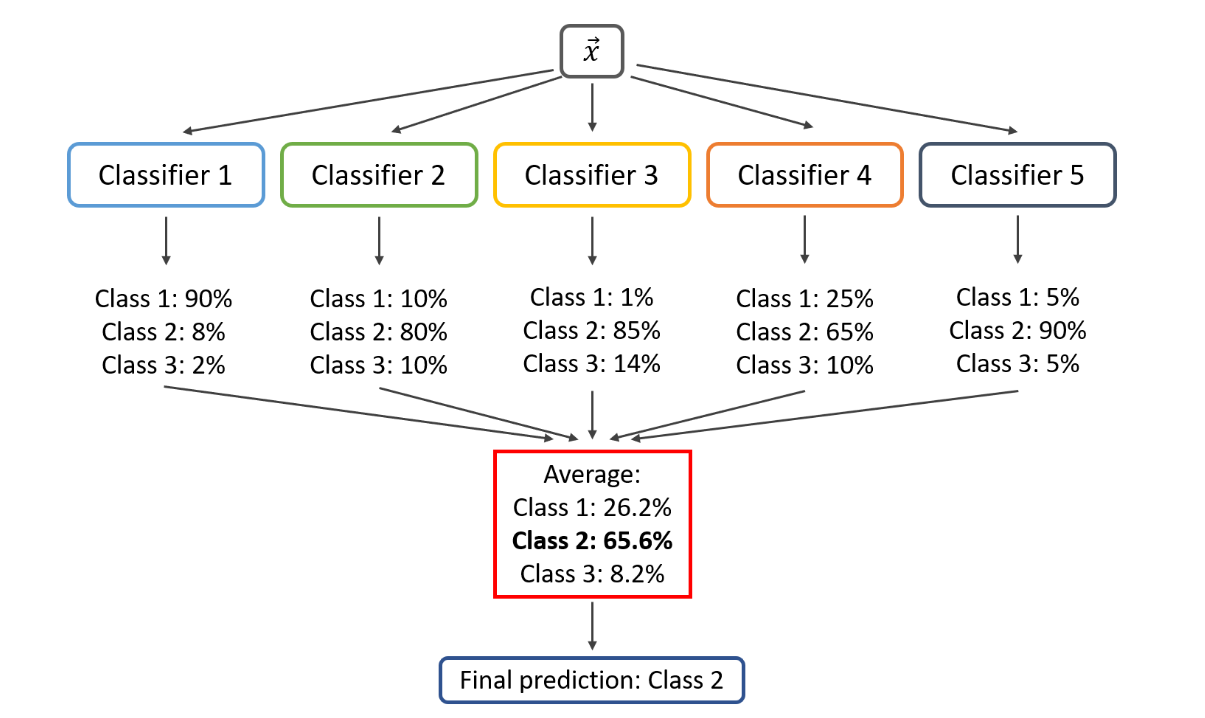 x⃗
Classifier 1
Classifier 2
Classifier 3
Classifier 4
Classifier 5
Class 1: 90%
Class 2: 8%
Class 3: 2%
Class 1: 10%
Class 2: 80%
Class 3: 10%
Class 1: 1%
Class 2: 85%
Class 3: 14%
Class 1: 25%
Class 2: 65%
Class 3: 10%
Class 1: 5%
Class 2: 90%
Class 3: 5%
Average:
Class 1: 26.2%
Class 2: 65.6%
Class 3: 8.2%
Final prediction: Class 2